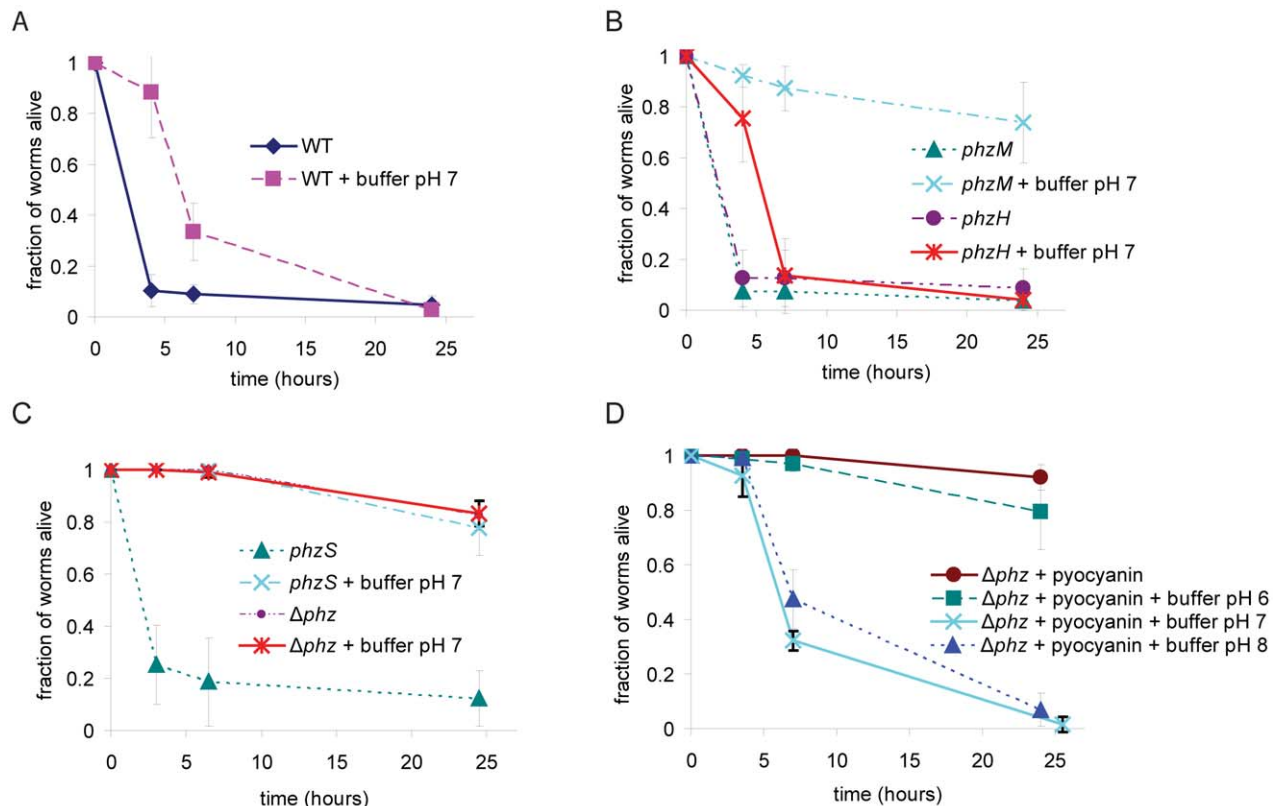 A
fraction of worms alive
1
0.8
0.6
0.4
0.2
0
WT
WT + buffer pH 7
0 5 10 15 20 25
time (hours)
B
fraction of worms alive
1
0.8
0.6
0.4
0.2
0
phzM
phzM + buffer pH 7
phzH
phzH + buffer pH 7
0 5 10 15 20 25
time (hours)
C
fraction of worms alive
1
0.8
0.6
0.4
0.2
0
phzS
phzS + buffer pH 7
Δphz
Δphz + buffer pH 7
0 5 10 15 20 25
time (hours)
D
fraction of worms alive
1
0.8
0.6
0.4
0.2
0
Δphz + pyocyanin
Δphz + pyocyanin + buffer pH 6
Δphz + pyocyanin + buffer pH 7
Δphz + pyocyanin + buffer pH 8
0 5 10 15 20 25
time (hours)